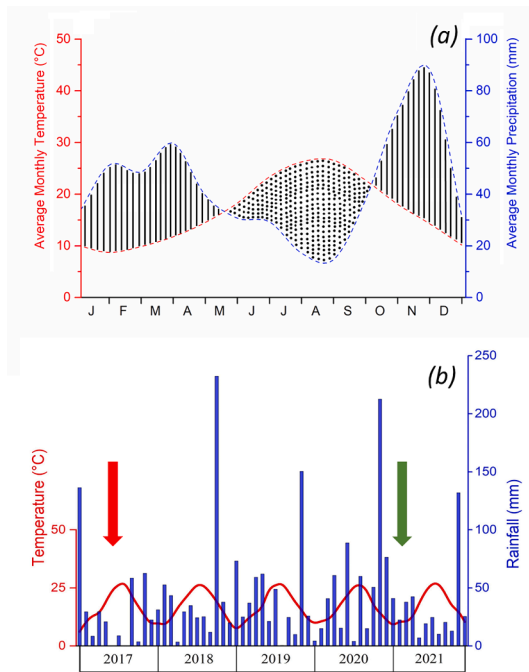 (a)
Average Monthly Temperature (°C)
50
40
30
20
10
0
Average Monthly Precipitation (mm)
100
80
60
40
20
0
J F M A M J J A S O N D
(b)
Temperature (°C)
50
25
0
Rainfall (mm)
250
200
150
100
50
0
2017 2018 2019 2020 2021